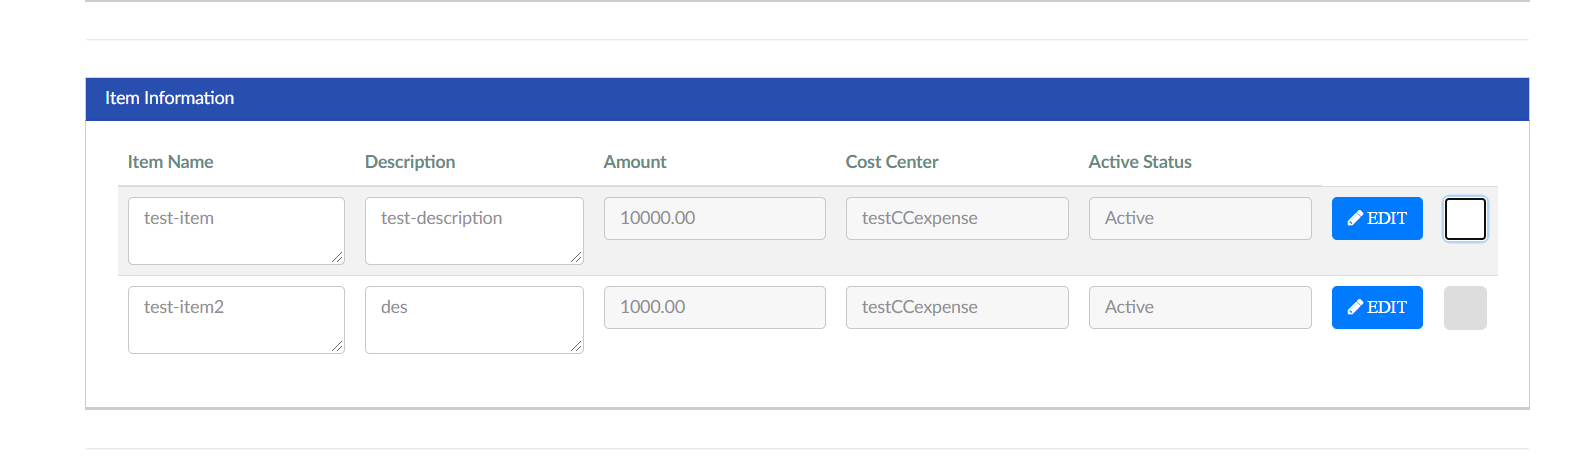 Item Information
Item Name Description Amount Cost Center Active Status
test-item test-description 10000.00 testCCexpense Active EDIT
test-item2 des 1000.00 testCCexpense Active EDIT